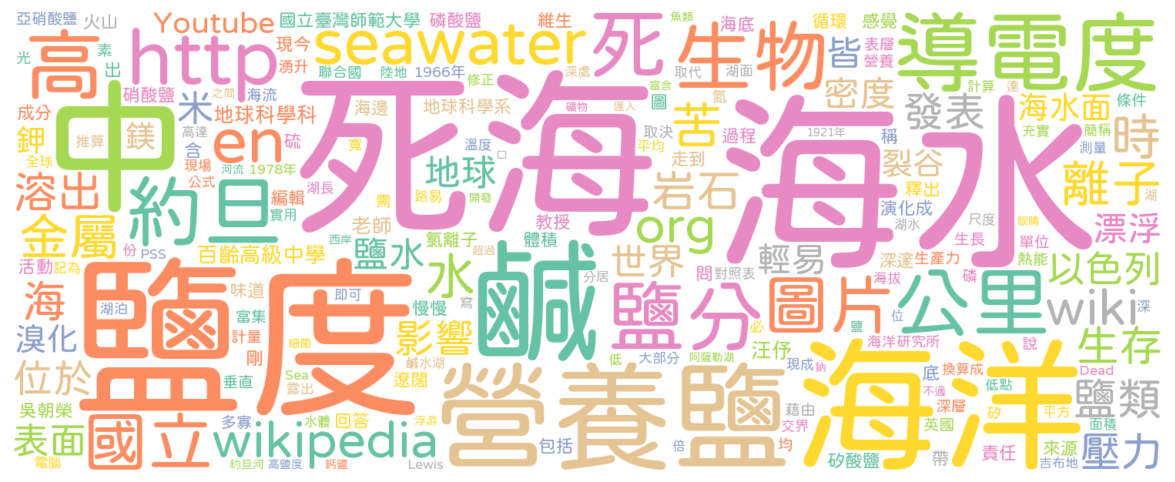 亞硝酸鹽 火山 Youtube 國立臺灣師範大學 磷酸鹽 維生 海底 循環 感覺 表層 魚類
光 素 出 高 http 現今 湧升 seawater 死 生物 皆 營養 導電度
聯合國 陸地 1966年 修正 深處 取代 湖面 計算 達
成分 硝酸鹽 之間 海流 米 地球科學科 海邊 地球科學系 圖 富含 礦物 匯入 氮 密度 發表 海水面 條件
鉀 中 推算 鎂 高達 含 en 硫 死海 溫度 取決 平均 苦 過程 海水 1921年 稱 充實 簡稱 測量 時
全球 現場 公式 河流 1978年 湖長 寬 地球 走到 裂谷 離子 湖
溶出 約旦 編輯 實用 需 路易 開發 岩石 釋出
金屬 份 PSS 老師 西岸 氯離子 教授 體積 超過 org 演化成 湖水 尺度 生長 眼睛 單位 漂浮
活動 記為 百齡高級中學 鹽水 水 鹹 寫 分居 世界 問 對照表 輕易 深邃 生產力 熱能 以色列
海 湖泊 鹽度 味道 富集 即可 慢慢 鹽分 圖片 海拔 磷 公里 wiki 深
溴化 計量 剛 細菌 影響 鹹水湖 低 大部分 必 鹽 位 海洋研究所 說 生存
位於 垂直 Sea 當出 遼闊 營養鹽 阿薩勒湖 汪伃 現成 鈉 海洋 底 換算成 不適 低點 Dead 鹽類
吳朝榮 國立 多寡 水體 回答 浮游 包括 藉由 交界 深層 英國 矽 平方 面積
表面 電腦 wikipedia 約旦河 高鹽度 鈣鹽 Lewis 倍 均 矽酸鹽 帶 責任 來源 吉布地 壓力